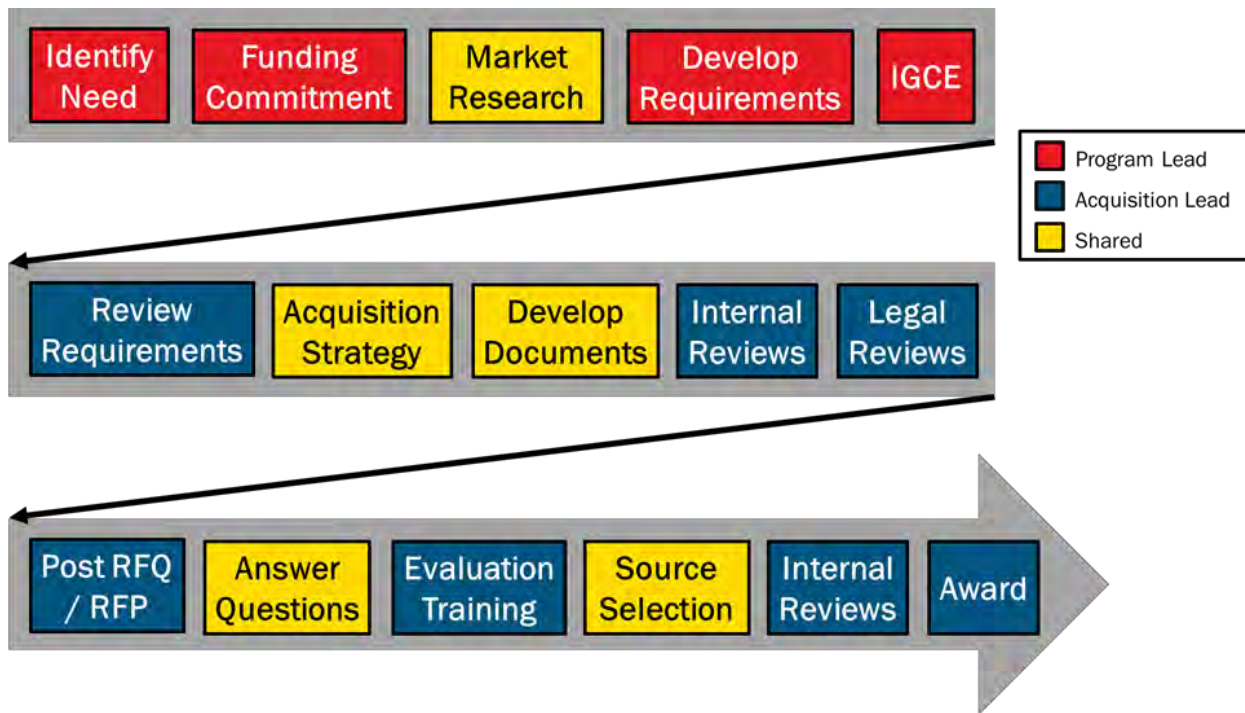 Identify
Need
Funding
Commitment
Market
Research
Develop
Requirements
IGCE
Program Lead
Acquisition Lead
Shared
Review
Requirements
Acquisition
Strategy
Develop
Documents
Internal
Reviews
Legal
Reviews
Post RFQ
/ RFP
Answer
Questions
Evaluation
Training
Source
Selection
Internal
Reviews
Award